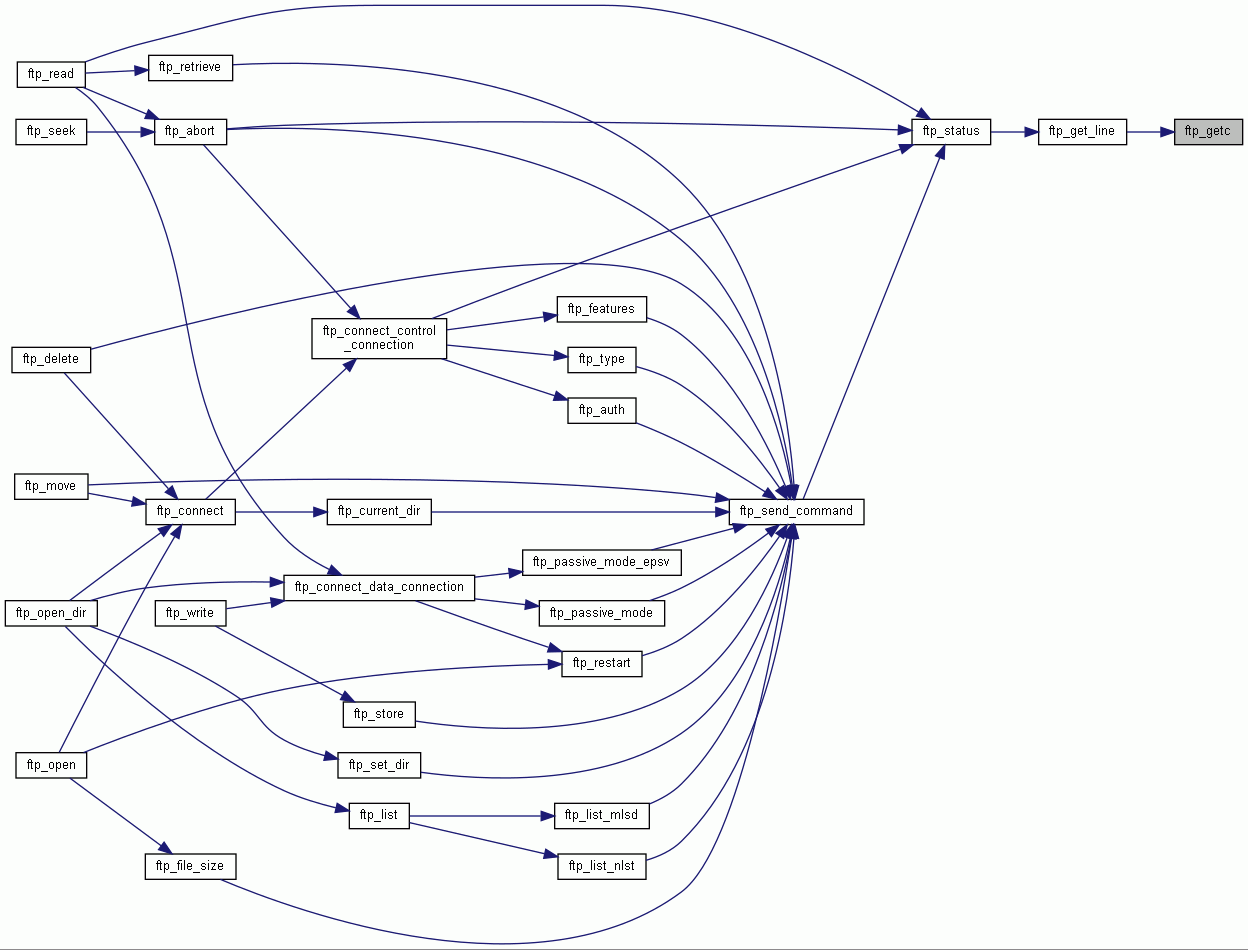 ftp_read
ftp_retrieve
ftp_seek
ftp_abort
ftp_status
ftp_get_line
ftp_getc
ftp_features
ftp_connect_control
_connection
ftp_delete
ftp_type
ftp_auth
ftp_move
ftp_connect
ftp_current_dir
ftp_send_command
ftp_passive_mode_epsv
ftp_connect_data_connection
ftp_open_dir
ftp_write
ftp_passive_mode
ftp_restart
ftp_store
ftp_open
ftp_set_dir
ftp_list
ftp_list_mlsd
ftp_file_size
ftp_list_nlst